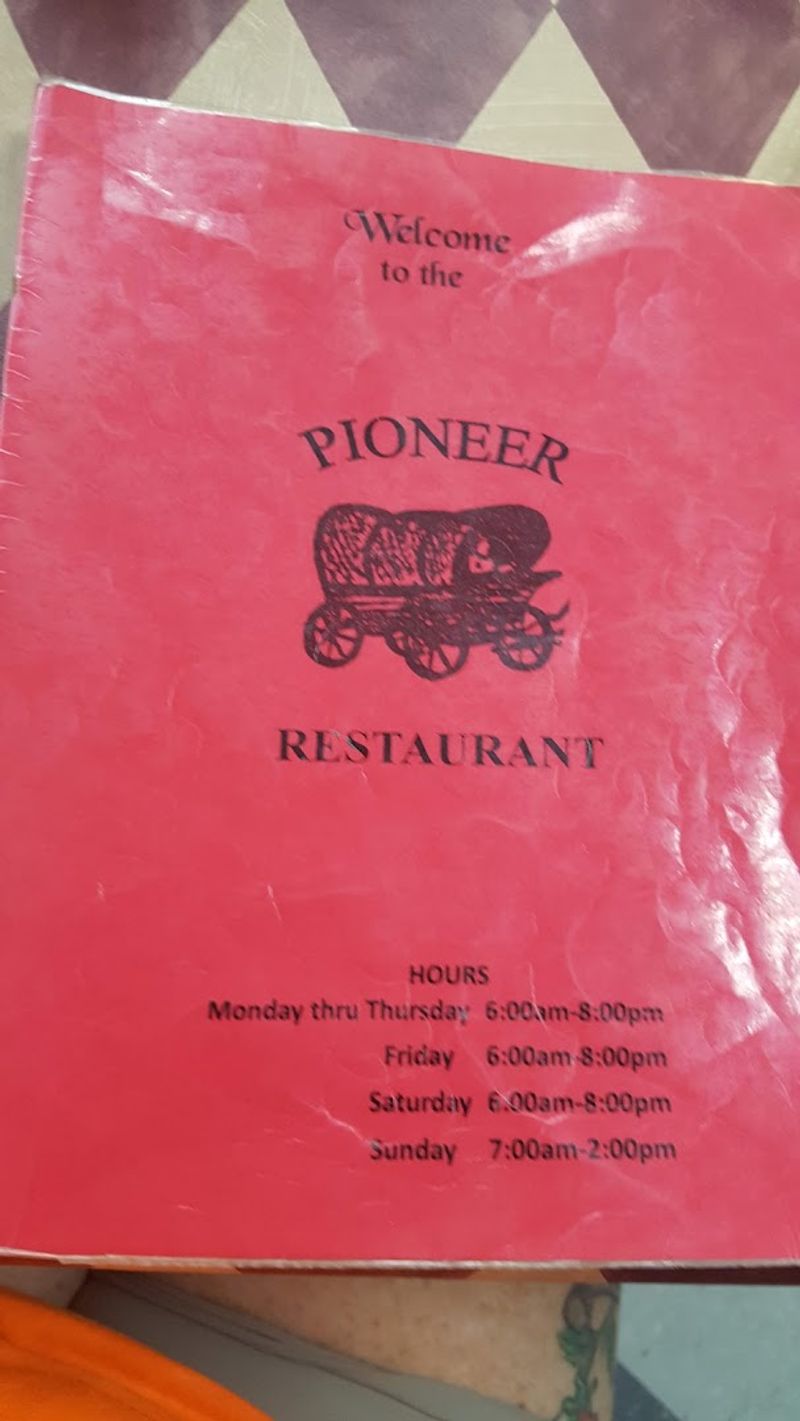 Welcome
to the
PIONEER
RESTAURANT
HOURS
Monday thru Thursday 6:00am-8:00pm
Friday 6:00am-8:00pm
Saturday 6:00am-8:00pm
Sunday 7:00am-2:00pm